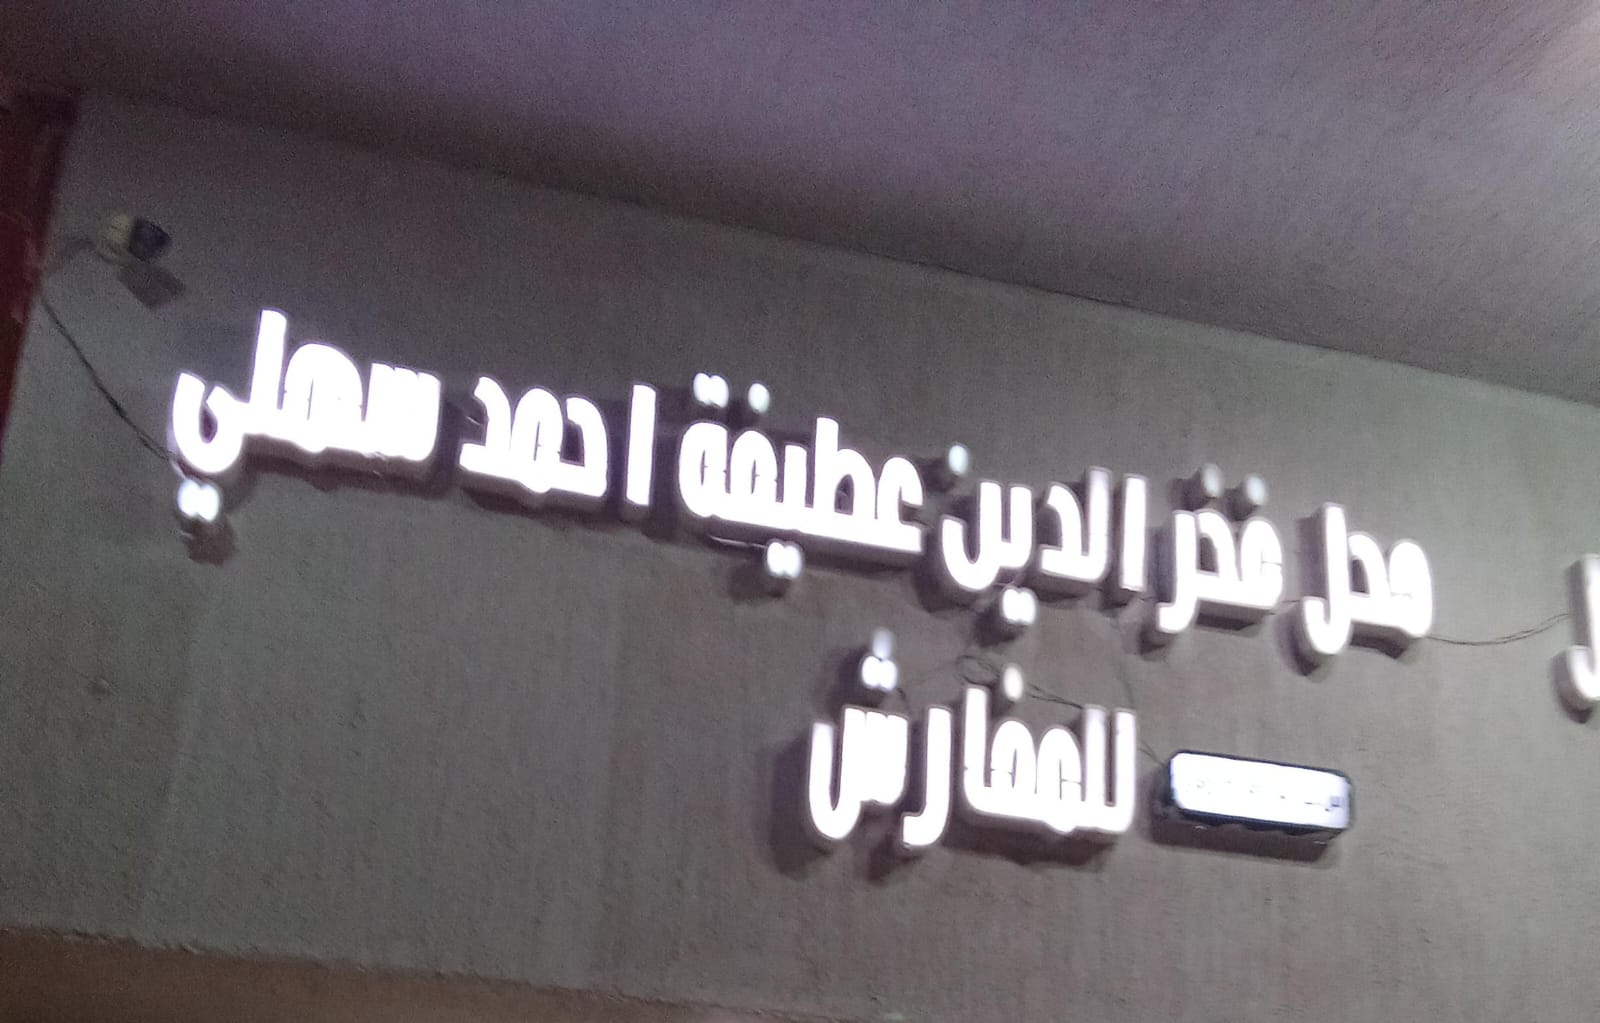 محل فخر الدين عطيفة احمد سهلي
للمفارش